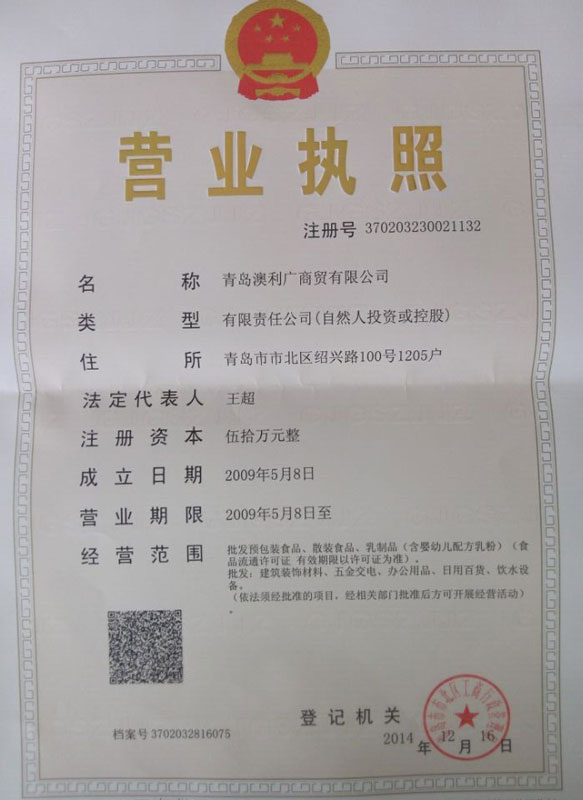 营业执照
注册号 370203230021132
名称 青岛澳利广商贸有限公司
类型 有限责任公司(自然人投资或控股)
住所 青岛市市北区绍兴路100号1205户
法定代表人 王超
注册资本 伍拾万元整
成立日期 2009年5月8日
营业期限 2009年5月8日至
经营范围 批发预包装食品、散装食品、乳制品（含婴幼儿配方乳粉）（食
品流通许可证 有效期限以许可证为准）。
批发：建筑装饰材料、五金交电、办公用品、日用百货、饮水设
备。
（依法须经批准的项目，经相关部门批准后方可开展经营活动）
。
登记机关
档案号 3702032816075
2014年12月16日